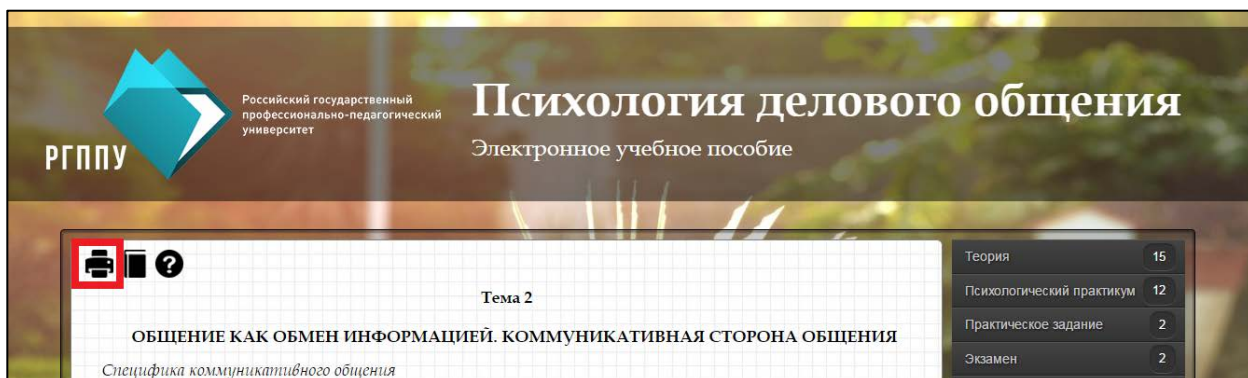 РГППУ
Российский государственный
профессионально-педагогический
университет
Психология делового общения
Электронное учебное пособие
Тема 2
ОБЩЕНИЕ КАК ОБМЕН ИНФОРМАЦИЕЙ. КОММУНИКАТИВНАЯ СТОРОНА ОБЩЕНИЯ
Специфика коммуникативного общения
Теория 15
Психологический практикум 12
Практическое задание 2
Экзамен 2